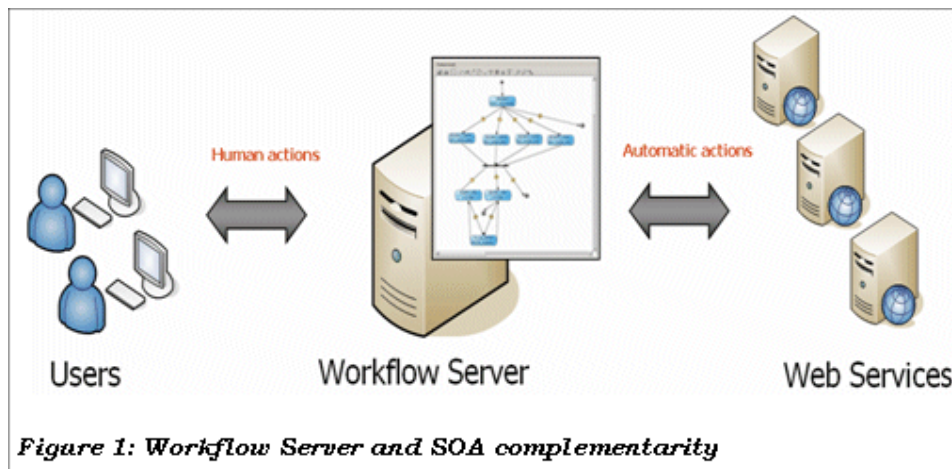 Human actions
Automatic actions
Users
Workflow Server
Web Services
Figure 1: Workflow Server and SOA complementarity